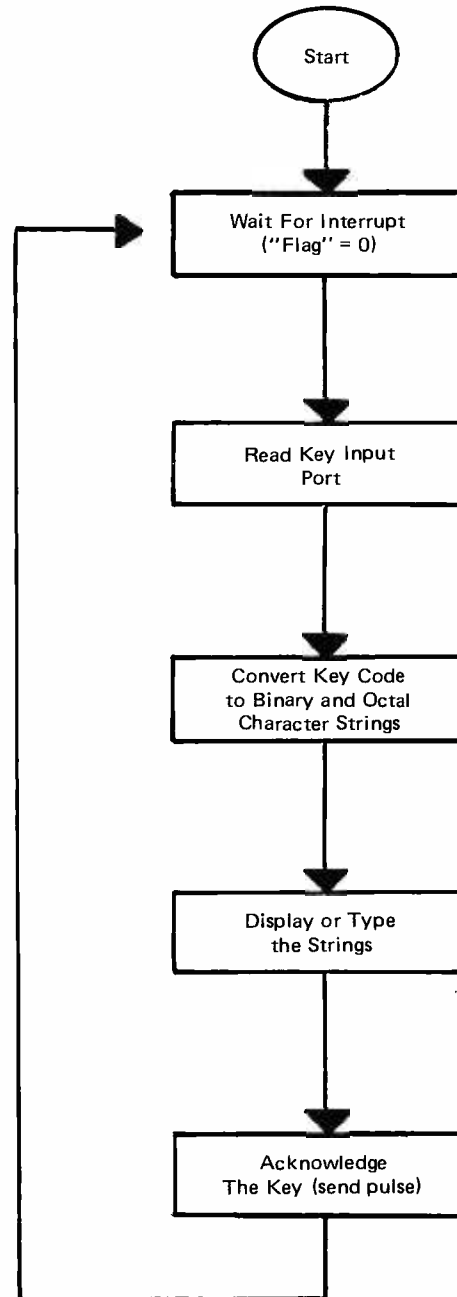 Start
Wait For Interrupt
("Flag" = 0)
Read Key Input
Port
Convert Key Code
to Binary and Octal
Character Strings
Display or Type
the Strings
Acknowledge
The Key (send pulse)